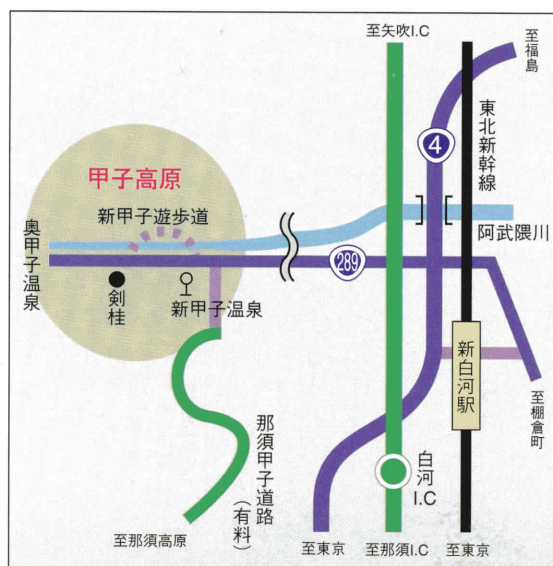 至矢吹I.C
至福島
東北新幹線
4
甲子高原
新甲子遊歩道
阿武隈川
奥甲子温泉
289
剣桂
新甲子温泉
新白河駅
至棚倉町
那須甲子道路
（有料）
白河
I.C
至那須高原
至東京
至那須I.C
至東京